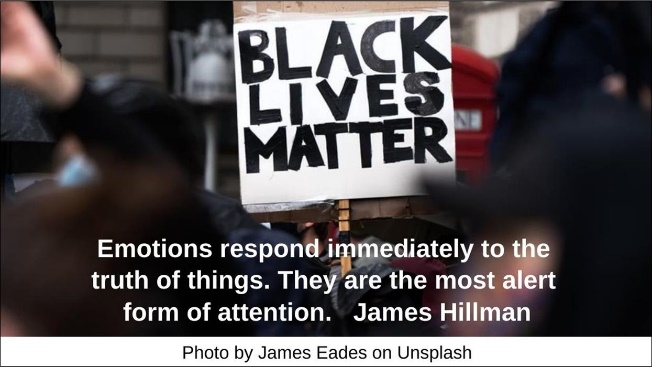 BLACK
LIVES
MATTER
Emotions respond immediately to the
truth of things. They are the most alert
form of attention.   James Hillman
Photo by James Eades on Unsplash